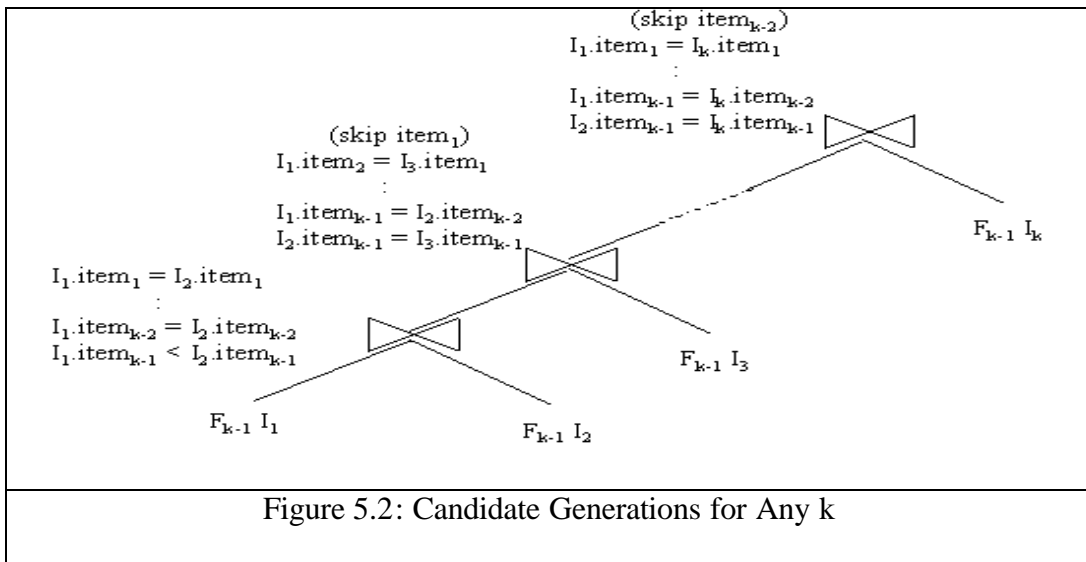 (skip item_{k-2})
I_1.item_1 = I_k.item_1
:
I_1.item_{k-1} = I_k.item_{k-2}
I_2.item_{k-1} = I_k.item_{k-1}
(skip item_1)
I_1.item_2 = I_3.item_1
:
I_1.item_{k-1} = I_2.item_{k-2}
I_2.item_{k-1} = I_3.item_{k-1}
I_1.item_1 = I_2.item_1
:
I_1.item_{k-2} = I_2.item_{k-2}
I_1.item_{k-1} < I_2.item_{k-1}
F_{k-1} I_k
F_{k-1} I_3
F_{k-1} I_1
F_{k-1} I_2
Figure 5.2: Candidate Generations for Any k